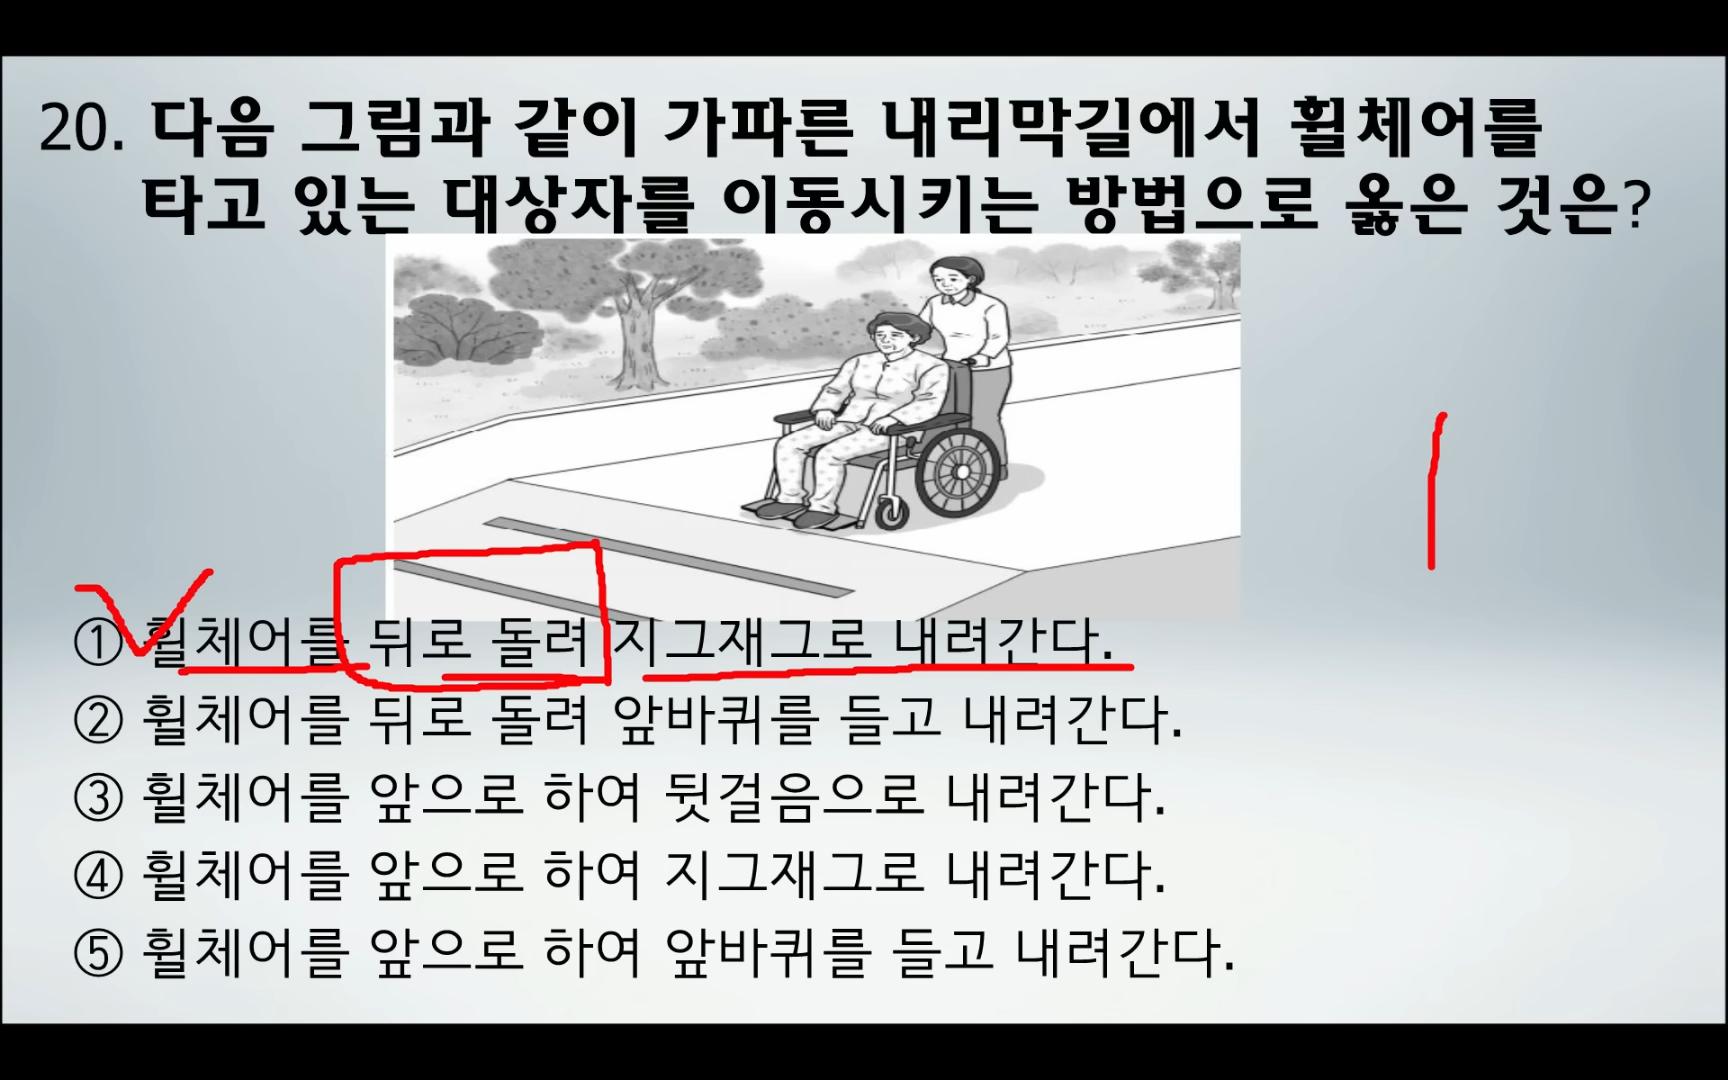 20. 다음 그림과 같이 가파른 내리막길에서 휠체어를
타고 있는 대상자를 이동시키는 방법으로 옳은 것은?
① 휠체어를 뒤로 돌려 지그재그로 내려간다.
② 휠체어를 뒤로 돌려 앞바퀴를 들고 내려간다.
③ 휠체어를 앞으로 하여 뒷걸음으로 내려간다.
④ 휠체어를 앞으로 하여 지그재그로 내려간다.
⑤ 휠체어를 앞으로 하여 앞바퀴를 들고 내려간다.